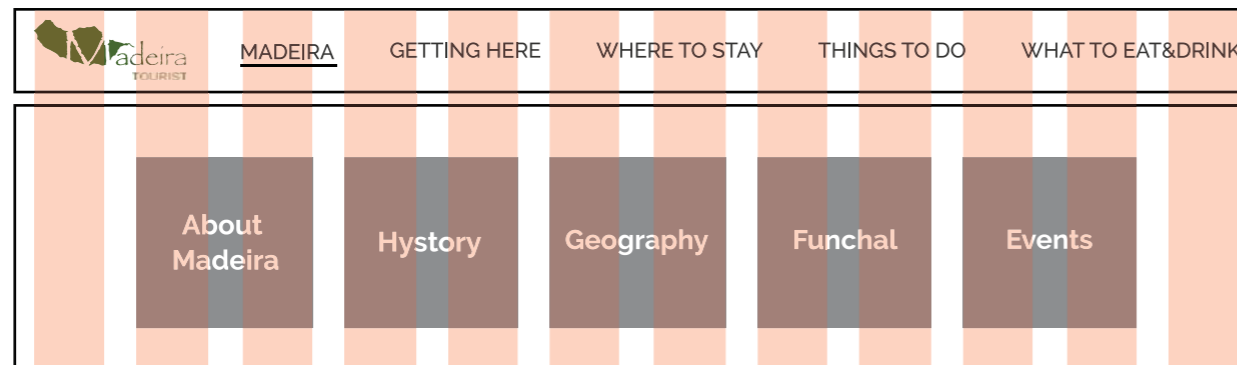 Madeira
TOURIST
MADEIRA GETTING HERE WHERE TO STAY THINGS TO DO WHAT TO EAT&DRINK
About
Madeira
Hystory
Geography
Funchal
Events